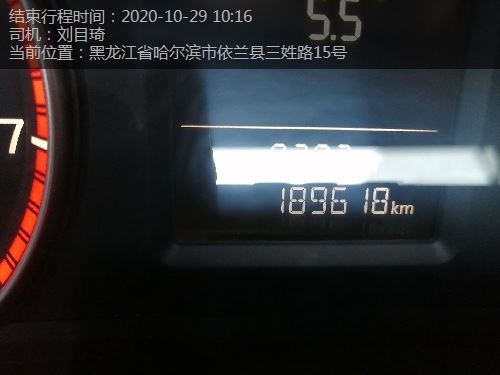 结束行程时间：2020-10-29 10:16
司机：刘目琦
当前位置：黑龙江省哈尔滨市依兰县三姓路15号
5.5
7
189618km